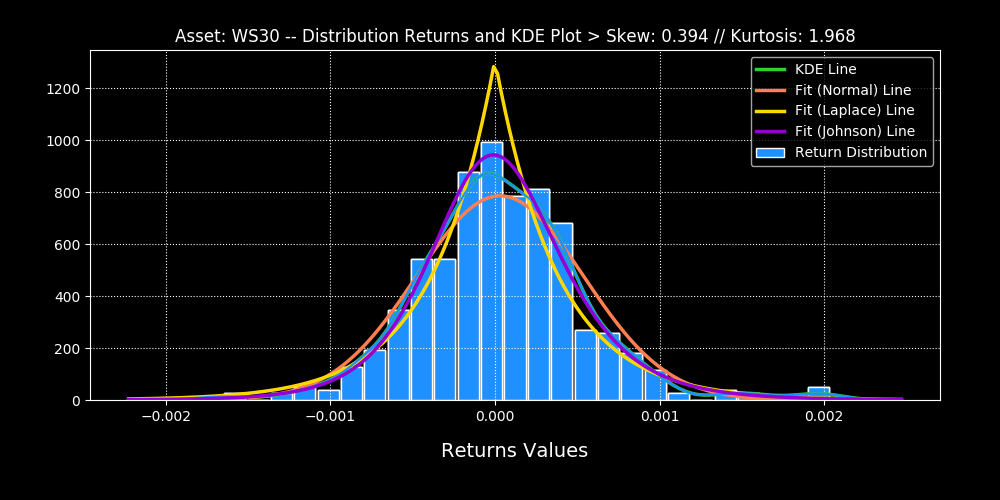 Asset: WS30 -- Distribution Returns and KDE Plot > Skew: 0.394 // Kurtosis: 1.968
KDE Line
Fit (Normal) Line
Fit (Laplace) Line
Fit (Johnson) Line
Return Distribution
1200
1000
800
600
400
200
0
−0.002 −0.001 0.000 0.001 0.002
Returns Values